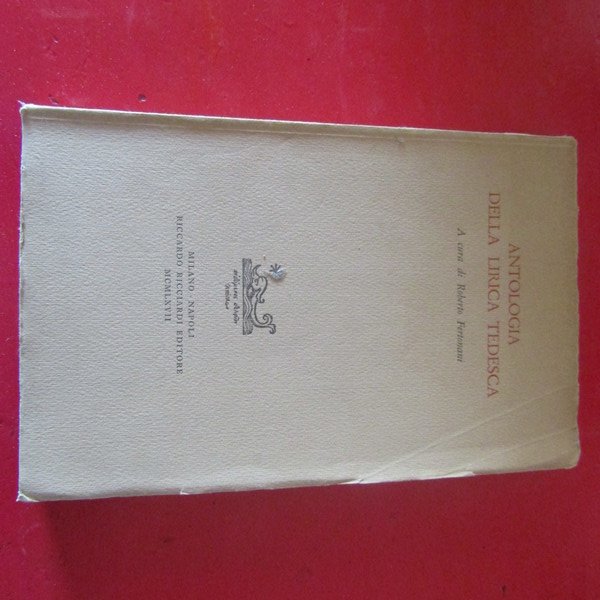 ANTOLOGIA
DELLA LIRICA TEDESCA
A cura di Roberto Fertonani
MILANO · NAPOLI
RICCARDO RICCIARDI EDITORE
MCMLXVII